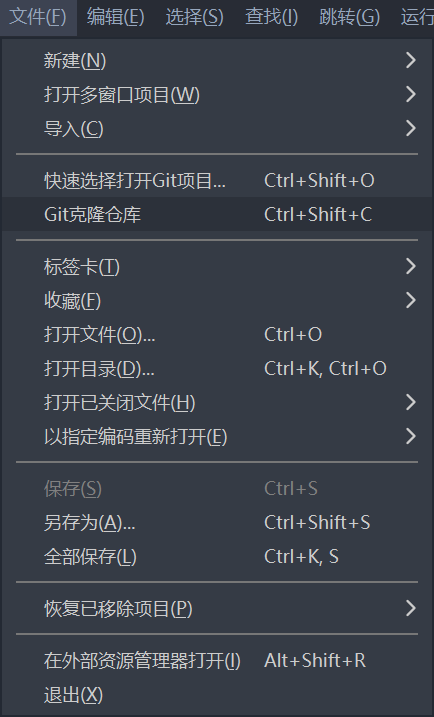 文件(F) 编辑(E) 选择(S) 查找(I) 跳转(G) 运行
新建(N)
打开多窗口项目(W)
导入(C)
快速选择打开Git项目... Ctrl+Shift+O
Git克隆仓库 Ctrl+Shift+C
标签卡(T)
收藏(F)
打开文件(O)... Ctrl+O
打开目录(D)... Ctrl+K, Ctrl+O
打开已关闭文件(H)
以指定编码重新打开(E)
保存(S) Ctrl+S
另存为(A)... Ctrl+Shift+S
全部保存(L) Ctrl+K, S
恢复已移除项目(P)
在外部资源管理器打开(I) Alt+Shift+R
退出(X)